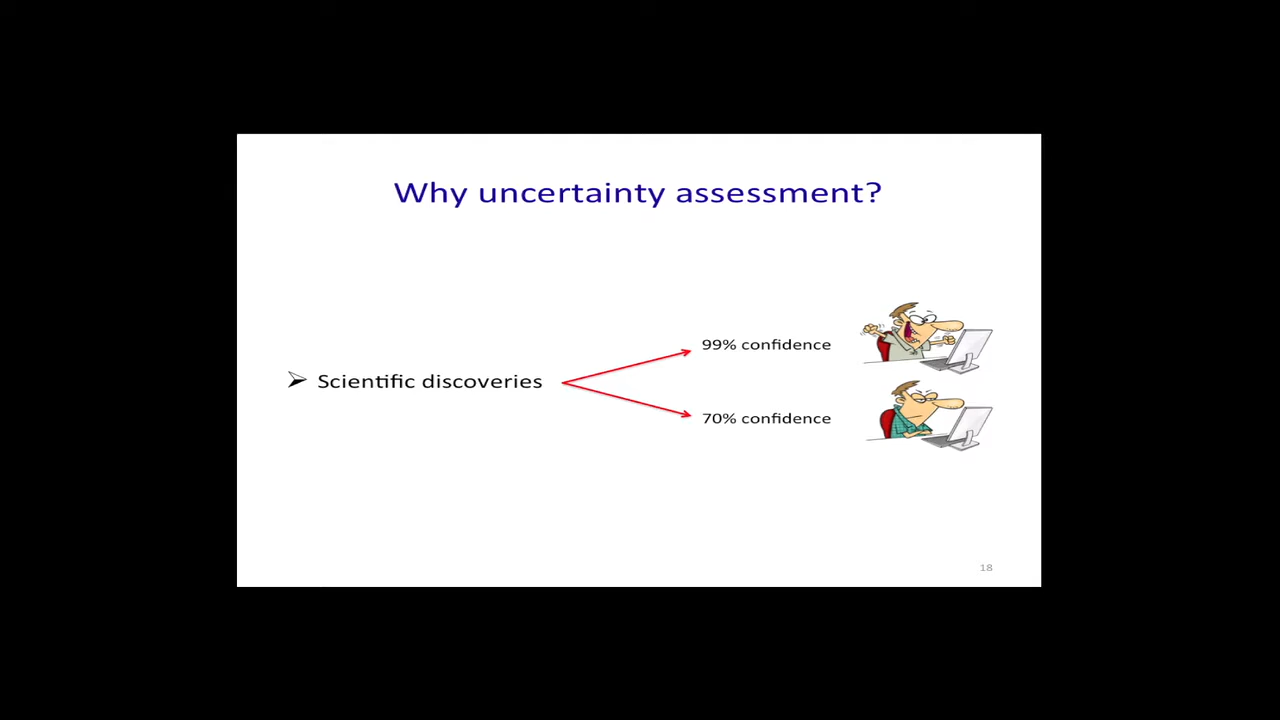 Why uncertainty assessment?
99% confidence
➢ Scientific discoveries
70% confidence
18